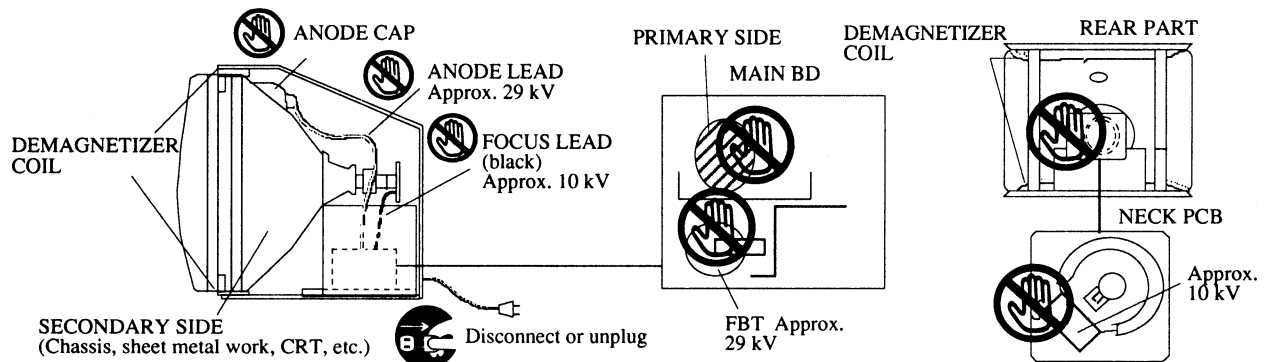 ANODE CAP
ANODE LEAD
Approx. 29 kV
FOCUS LEAD
(black)
Approx. 10 kV
DEMAGNETIZER
COIL
SECONDARY SIDE
(Chassis, sheet metal work, CRT, etc.)
Disconnect or unplug
PRIMARY SIDE
MAIN BD
FBT Approx.
29 kV
DEMAGNETIZER
COIL
REAR PART
NECK PCB
Approx.
10 kV